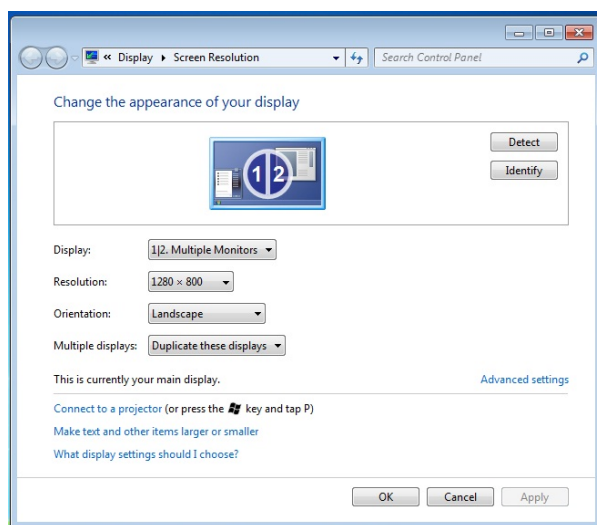 « Display ▸ Screen Resolution Search Control Panel
Change the appearance of your display
1 2
Detect
Identify
Display: 1|2. Multiple Monitors
Resolution: 1280 × 800
Orientation: Landscape
Multiple displays: Duplicate these displays
This is currently your main display. Advanced settings
Connect to a projector (or press the key and tap P)
Make text and other items larger or smaller
What display settings should I choose?
OK Cancel Apply